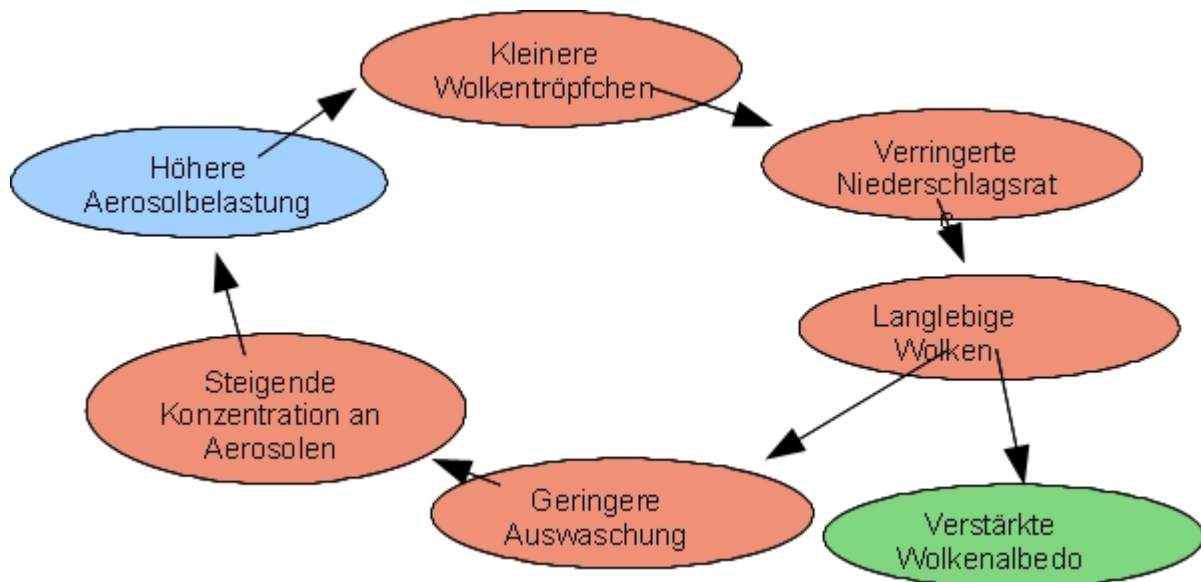 Kleinere
Wolkentröpfchen
Höhere
Aerosolbelastung
Verringerte
Niederschlagsrat
e
Langlebige
Wolken
Steigende
Konzentration an
Aerosolen
Geringere
Auswaschung
Verstärkte
Wolkenalbedo